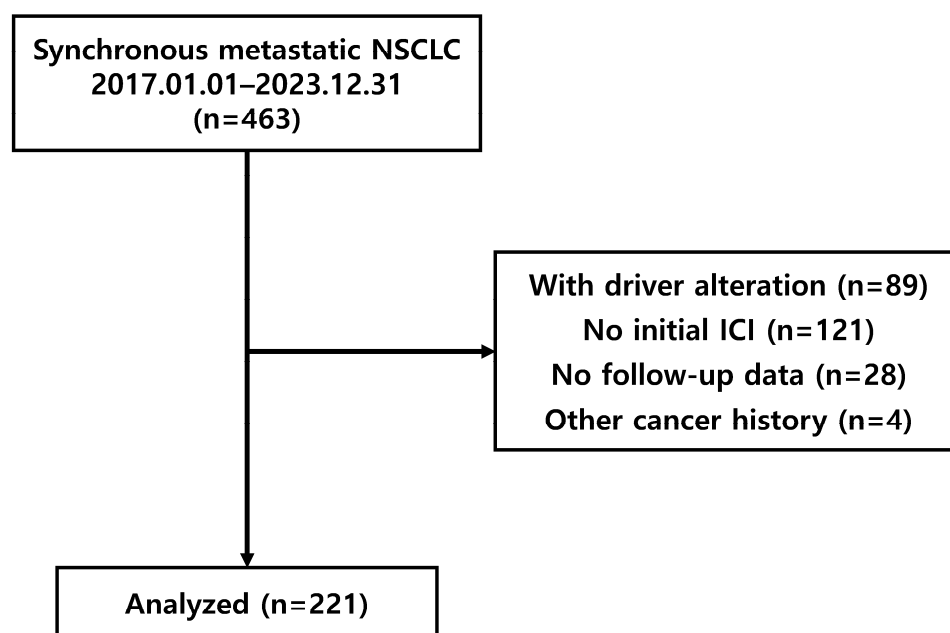 Synchronous metastatic NSCLC
2017.01.01–2023.12.31
(n=463)
With driver alteration (n=89)
No initial ICI (n=121)
No follow-up data (n=28)
Other cancer history (n=4)
Analyzed (n=221)